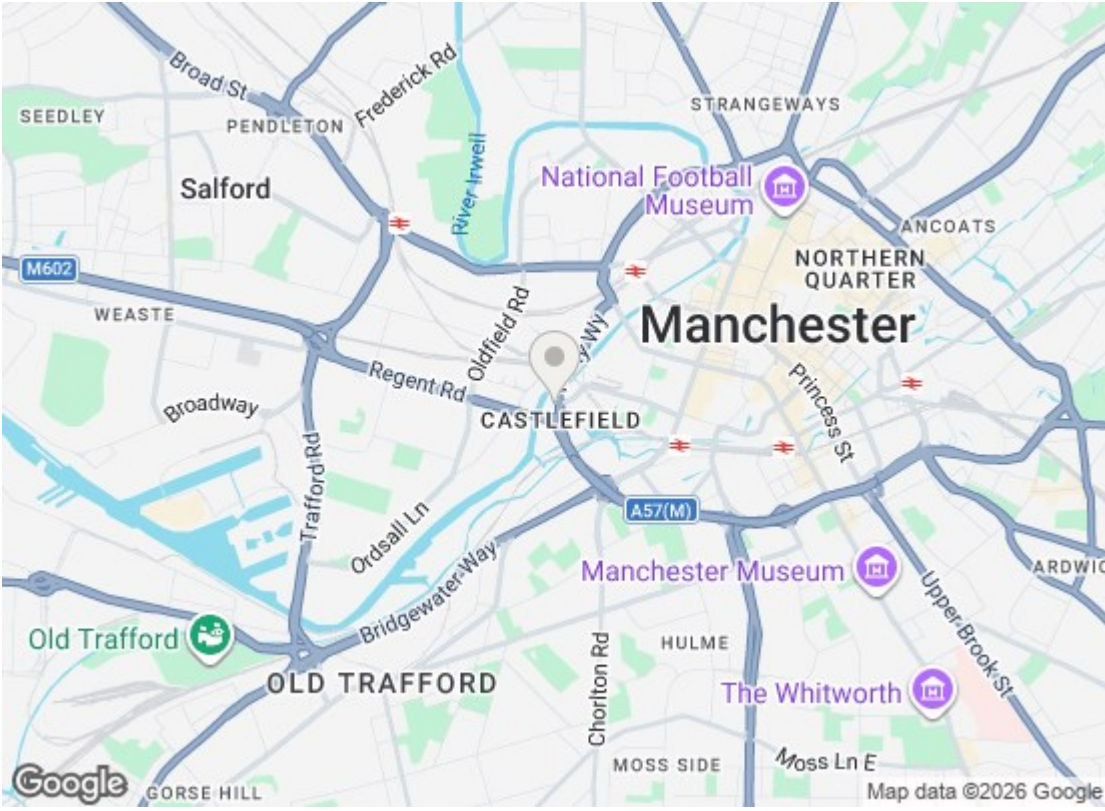 Broad St
Frederick Rd
SEEDLEY
PENDLETON
STRANGEWAYS
River Irwell
National Football
Museum
Salford
ANCOATS
NORTHERN
QUARTER
M602
WEASTE
Oldfield Rd
Manchester
Regent Rd
Princess St
Broadway
CASTLEFIELD
Trafford Rd
A57(M)
Ordsall Ln
Bridgewater Way
Manchester Museum
Upper Brook St
Old Trafford
HULME
OLD TRAFFORD
Chorlton Rd
The Whitworth
MOSS SIDE
Moss Ln E
Google
GORSE HILL
Map data ©2026 Google